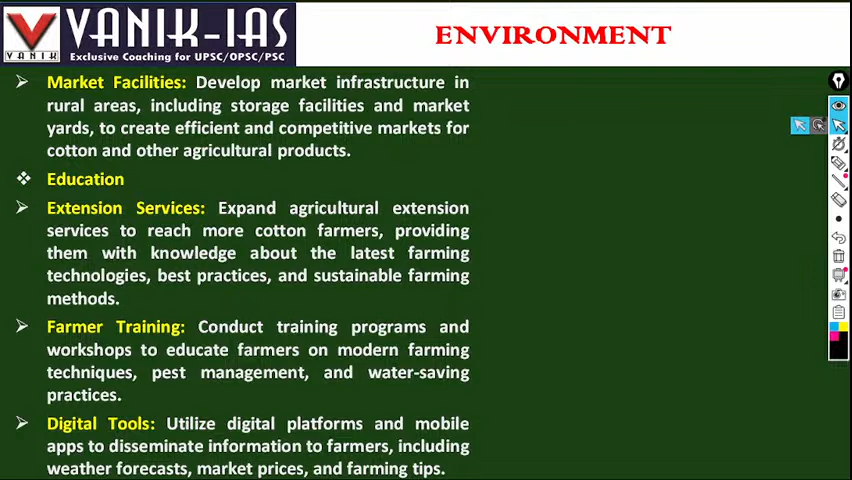 VANIK-IAS
VANIK
Exclusive Coaching for UPSC/OPSC/PSC
ENVIRONMENT
➢ Market Facilities: Develop market infrastructure in
rural areas, including storage facilities and market
yards, to create efficient and competitive markets for
cotton and other agricultural products.
❖ Education
➢ Extension Services: Expand agricultural extension
services to reach more cotton farmers, providing
them with knowledge about the latest farming
technologies, best practices, and sustainable farming
methods.
➢ Farmer Training: Conduct training programs and
workshops to educate farmers on modern farming
techniques, pest management, and water-saving
practices.
➢ Digital Tools: Utilize digital platforms and mobile
apps to disseminate information to farmers, including
weather forecasts, market prices, and farming tips.